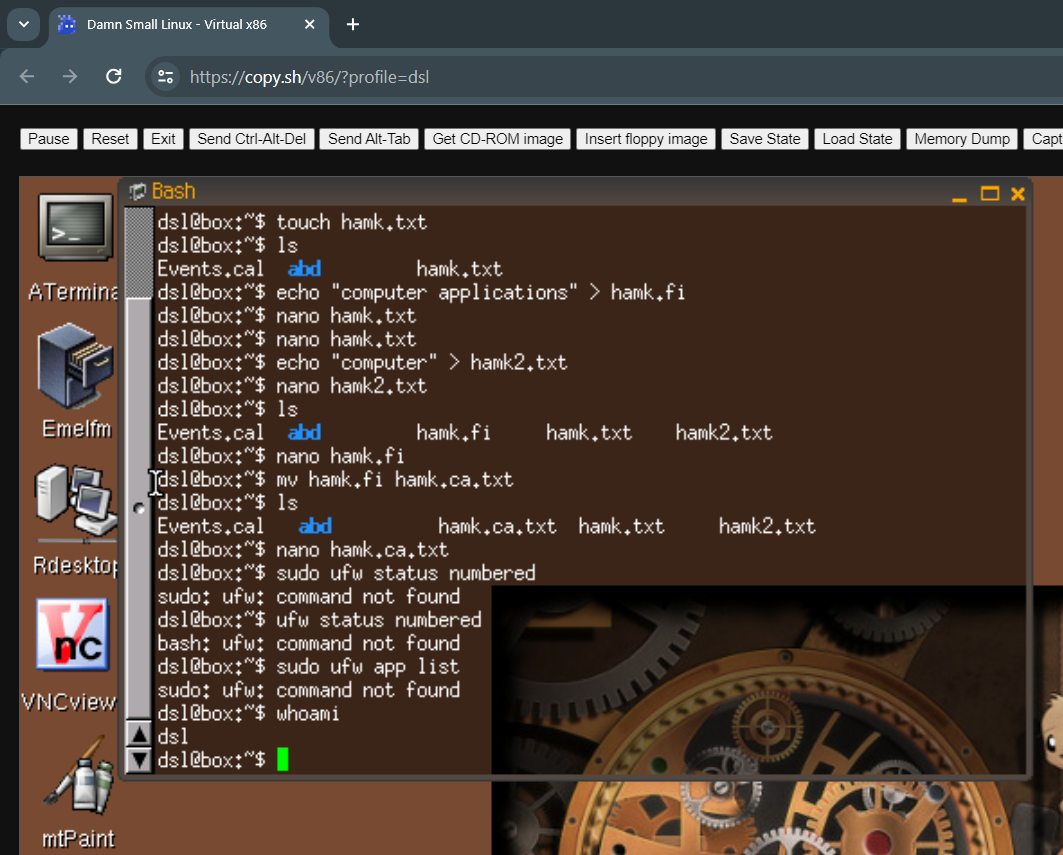 Damn Small Linux - Virtual x86
https://copy.sh/v86/?profile=dsl
Pause Reset Exit Send Ctrl-Alt-Del Send Alt-Tab Get CD-ROM image Insert floppy image Save State Load State Memory Dump Capt
Bash
dsl@box:~$ touch hamk.txt
dsl@box:~$ ls
Events.cal abd hamk.txt
dsl@box:~$ echo "computer applications" > hamk.fi
dsl@box:~$ nano hamk.txt
dsl@box:~$ nano hamk.txt
dsl@box:~$ echo "computer" > hamk2.txt
dsl@box:~$ nano hamk2.txt
dsl@box:~$ ls
Events.cal abd hamk.fi hamk.txt hamk2.txt
dsl@box:~$ nano hamk.fi
dsl@box:~$ mv hamk.fi hamk.ca.txt
dsl@box:~$ ls
Events.cal abd hamk.ca.txt hamk.txt hamk2.txt
dsl@box:~$ nano hamk.ca.txt
dsl@box:~$ sudo ufw status numbered
sudo: ufw: command not found
dsl@box:~$ ufw status numbered
bash: ufw: command not found
dsl@box:~$ sudo ufw app list
sudo: ufw: command not found
dsl@box:~$ whoami
dsl
dsl@box:~$
>_
ATermina
Emelfm
Rdesktop
Vnc
VNCview
mtPaint